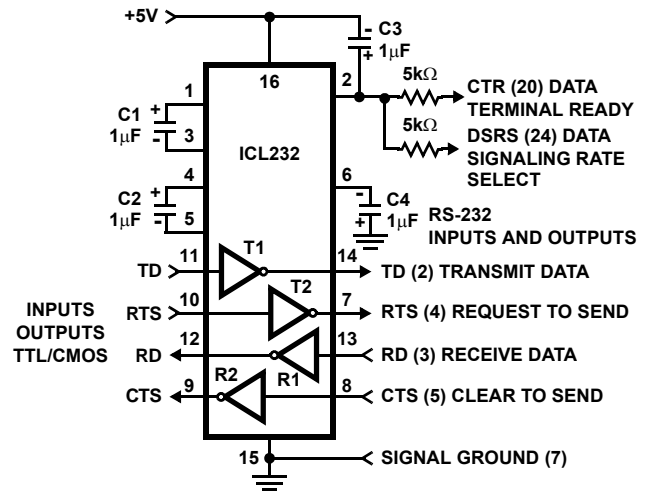 +5V
- C3
+ 1μF
16
1
2
5kΩ
CTR (20) DATA
TERMINAL READY
5kΩ
DSRS (24) DATA
SIGNALING RATE
SELECT
C1 +
1μF -
3
ICL232
4
6
C2 +
1μF -
5
- C4
+ 1μF
RS-232
INPUTS AND OUTPUTS
T1
TD 11
14 TD (2) TRANSMIT DATA
T2
INPUTS
OUTPUTS
TTL/CMOS
RTS 10
7 RTS (4) REQUEST TO SEND
RD 12
R1
13 RD (3) RECEIVE DATA
CTS 9
R2
8 CTS (5) CLEAR TO SEND
15
SIGNAL GROUND (7)